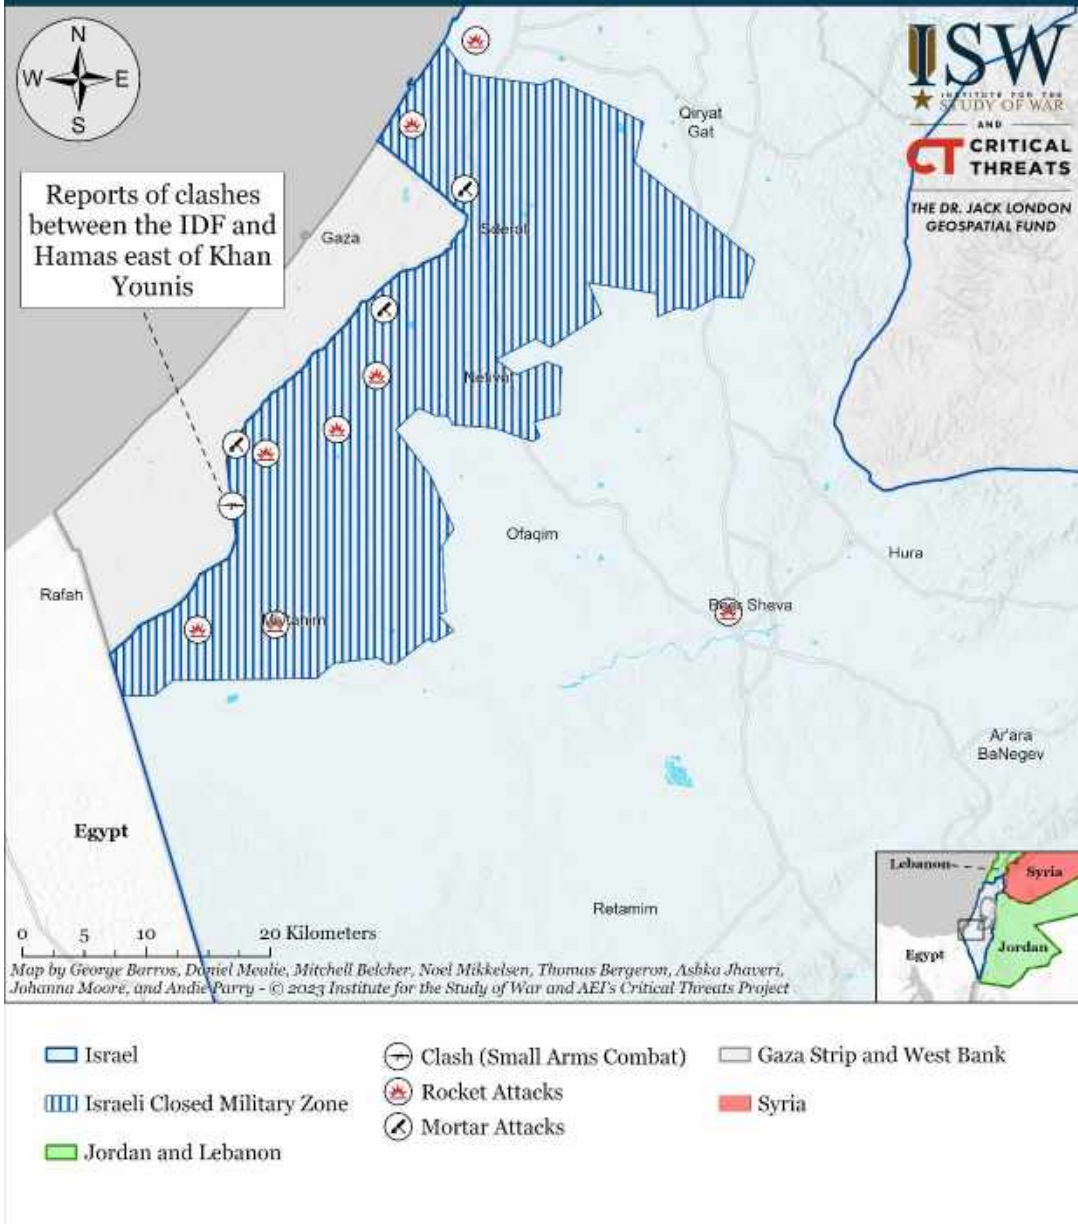 N
W E
S
ISW
INSTITUTE FOR THE
STUDY OF WAR
AND
CT CRITICAL
THREATS
THE DR. JACK LONDON
GEOSPATIAL FUND
Reports of clashes
between the IDF and
Hamas east of Khan
Younis
Qiryat
Gat
Gaza
Sderot
Netivot
Ofaqim
Hura
Rafah
Beer Sheva
Ar'ara
BaNegev
Egypt
Retamim
0 5 10 20 Kilometers
Lebanon
Syria
Egypt
Jordan
Map by George Barros, Daniel Mealie, Mitchell Belcher, Noel Mikkelsen, Thomas Bergeron, Ashka Jhaveri,
Johanna Moore, and Andie Parry - © 2023 Institute for the Study of War and AEI's Critical Threats Project
Israel
Israeli Closed Military Zone
Jordan and Lebanon
Clash (Small Arms Combat)
Rocket Attacks
Mortar Attacks
Gaza Strip and West Bank
Syria